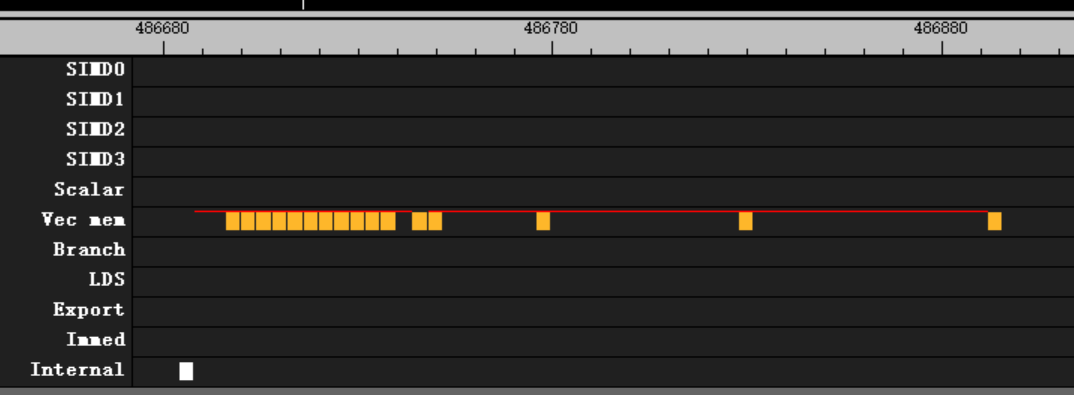 486680 486780 486880
SIMD0
SIMD1
SIMD2
SIMD3
Scalar
Vec mem
Branch
LDS
Export
Immed
Internal